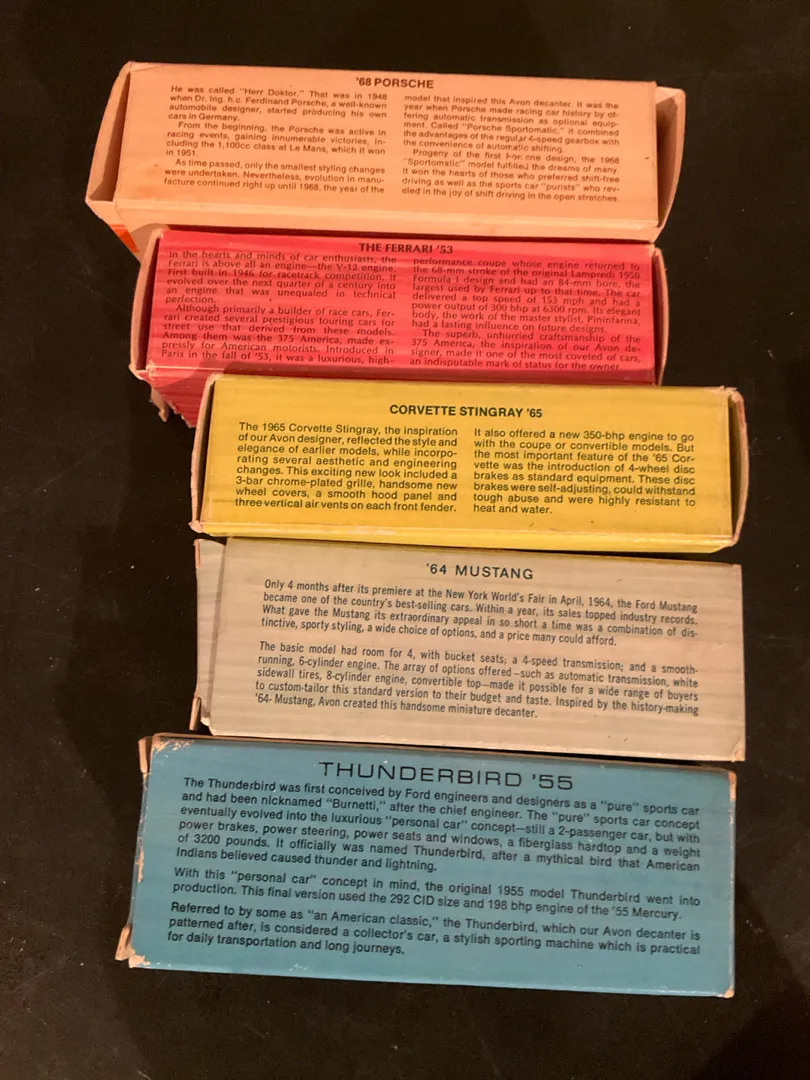 '68 PORSCHE
He was called "Herr Doktor." That was in 1948
when Dr. Ing. h.c. Ferdinand Porsche, a well-known
automobile designer, started producing his own
cars in Germany.
From the beginning, the Porsche was active in
racing events, gaining innumerable victories, in-
cluding the 1,100cc class at Le Mans, which it won
in 1951.
As time passed, only the smallest styling changes
were undertaken. Nevertheless, evolution in manu-
facture continued right up until 1968, the year of the
model that inspired this Avon decanter. It was the
year when Porsche made racing car history by of-
fering automatic transmission as optional equip-
ment. Called "Porsche Sportomatic," it combined
the advantages of the regular 4-speed gearbox with
the convenience of automatic shifting.
Progeny of the first Porsche design, the 1968
"Sportomatic" model fulfilled the dreams of many.
It won the hearts of those who preferred shift-free
driving as well as the sports car "purists" who rev-
eled in the joy of shift driving in the open stretches.
THE FERRARI '53
In the hearts and minds of car enthusiasts, the
Ferrari is above all an engine—the V-12 engine.
First built in 1946 for racetrack competition, it
evolved over the next quarter of a century into
an engine that was unequaled in technical
perfection.
Although primarily a builder of race cars, Fer-
rari created several prestigious touring cars for
street use that derived from these models.
Among them was the 375 America, made ex-
pressly for American motorists. Introduced in
Paris in the fall of '53, it was a luxurious, high-
performance coupe whose engine returned to
the 68-mm stroke of the original Lampredi 1950
Formula I design and had an 84-mm bore, the
largest used by Ferrari up to that time. The car
delivered a top speed of 153 mph and had a
power output of 300 bhp at 6300 rpm. Its elegant
body, the work of the master stylist, Pininfarina,
had a lasting influence on future designs.
The superb, unhurried craftsmanship of the
375 America, the inspiration of our Avon de-
signer, made it one of the most coveted of cars,
an indisputable mark of status for the owner.
CORVETTE STINGRAY '65
The 1965 Corvette Stingray, the inspiration
of our Avon designer, reflected the style and
elegance of earlier models, while incorpo-
rating several aesthetic and engineering
changes. This exciting new look included a
3-bar chrome-plated grille, handsome new
wheel covers, a smooth hood panel and
three vertical air vents on each front fender.
It also offered a new 350-bhp engine to go
with the coupe or convertible models. But
the most important feature of the '65 Cor-
vette was the introduction of 4-wheel disc
brakes as standard equipment. These disc
brakes were self-adjusting, could withstand
tough abuse and were highly resistant to
heat and water.
'64 MUSTANG
Only 4 months after its premiere at the New York World's Fair in April, 1964, the Ford Mustang
became one of the country's best-selling cars. Within a year, its sales topped industry records.
What gave the Mustang its extraordinary appeal in so short a time was a combination of dis-
tinctive, sporty styling, a wide choice of options, and a price many could afford.
The basic model had room for 4, with bucket seats; a 4-speed transmission; and a smooth-
running, 6-cylinder engine. The array of options offered—such as automatic transmission, white
sidewall tires, 8-cylinder engine, convertible top—made it possible for a wide range of buyers
to custom-tailor this standard version to their budget and taste. Inspired by the history-making
'64- Mustang, Avon created this handsome miniature decanter.
THUNDERBIRD '55
The Thunderbird was first conceived by Ford engineers and designers as a "pure" sports car
and had been nicknamed "Burnetti," after the chief engineer. The "pure" sports car concept
eventually evolved into the luxurious "personal car" concept—still a 2-passenger car, but with
power brakes, power steering, power seats and windows, a fiberglass hardtop and a weight
of 3200 pounds. It officially was named Thunderbird, after a mythical bird that American
Indians believed caused thunder and lightning.
With this "personal car" concept in mind, the original 1955 model Thunderbird went into
production. This final version used the 292 CID size and 198 bhp engine of the '55 Mercury.
Referred to by some as "an American classic," the Thunderbird, which our Avon decanter is
patterned after, is considered a collector's car, a stylish sporting machine which is practical
for daily transportation and long journeys.